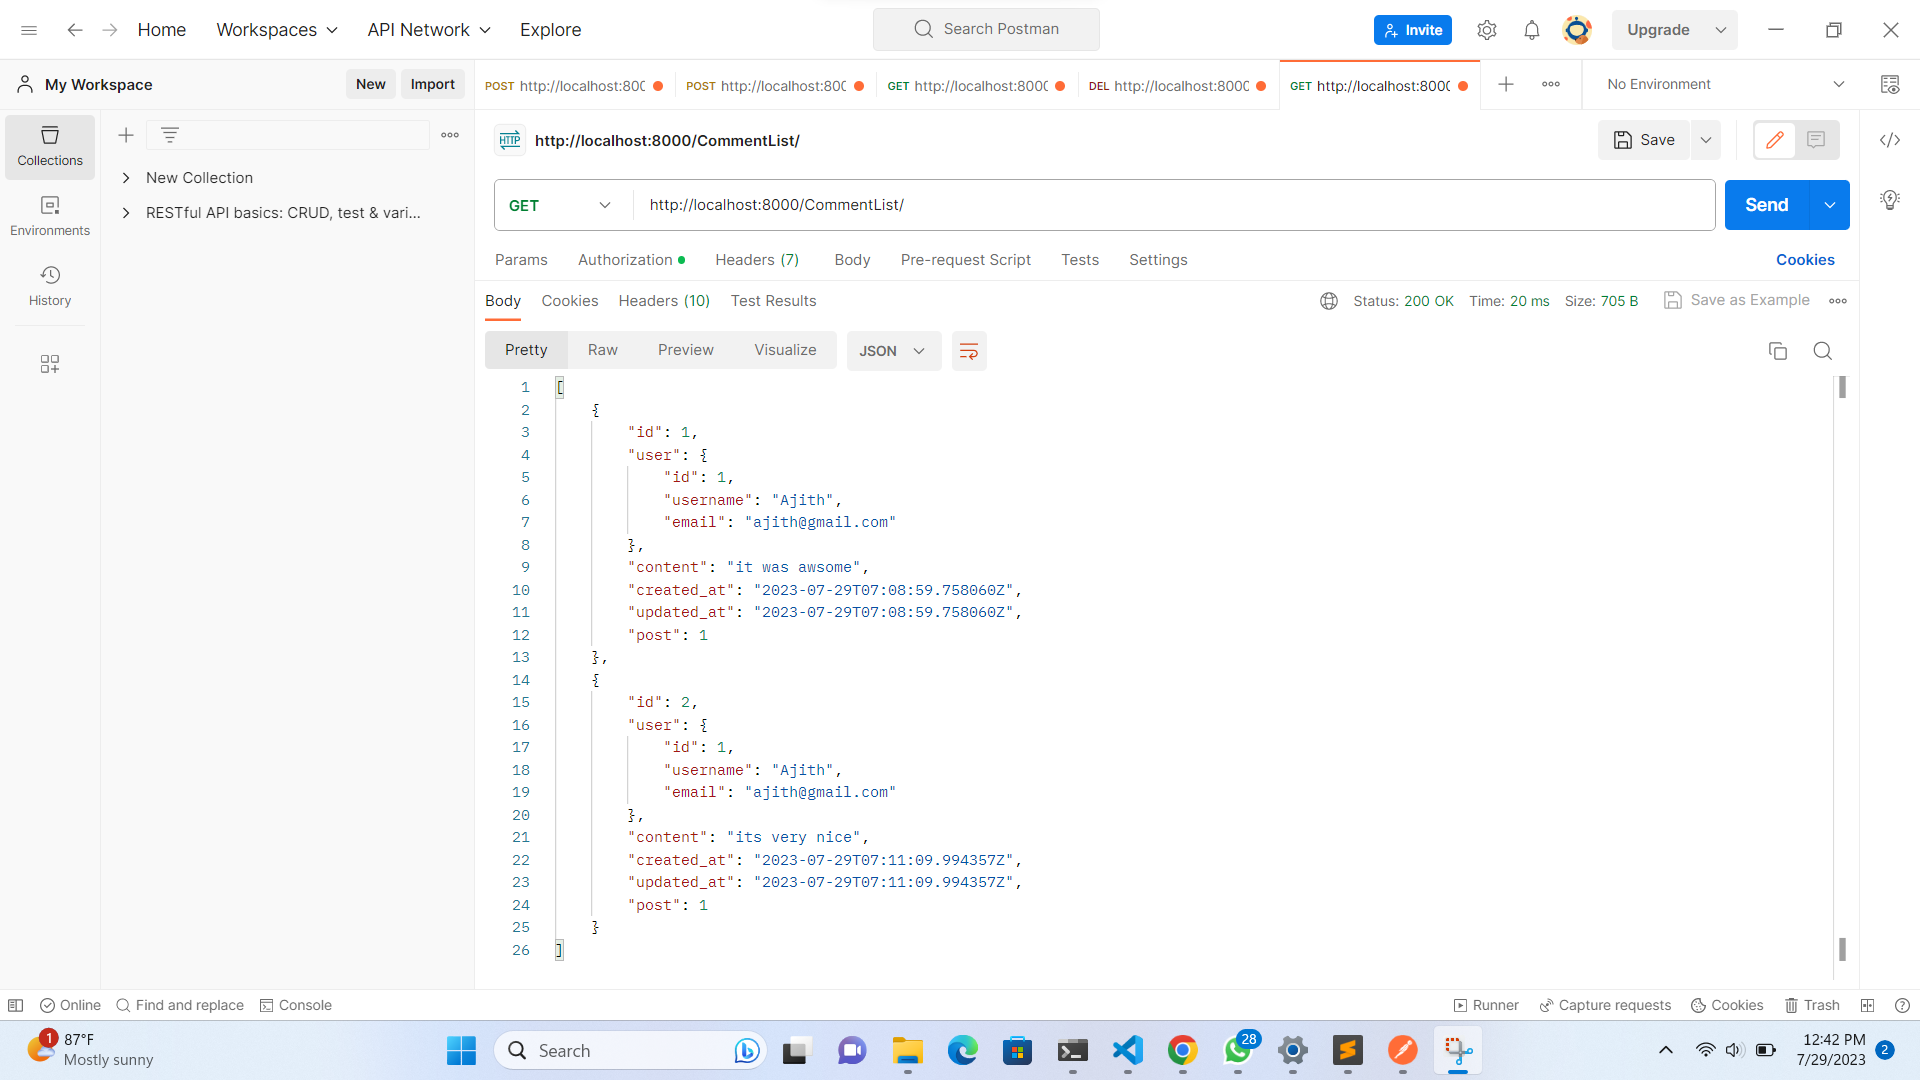 Home Workspaces API Network Explore Search Postman Invite Upgrade
My Workspace New Import POST http://localhost:800 POST http://localhost:800 GET http://localhost:800 DEL http://localhost:800 GET http://localhost:800 No Environment
Collections
Environments
History
New Collection
RESTful API basics: CRUD, test & vari...
HTTP http://localhost:8000/CommentList/ Save
GET http://localhost:8000/CommentList/ Send
Params Authorization Headers (7) Body Pre-request Script Tests Settings Cookies
Body Cookies Headers (10) Test Results Status: 200 OK Time: 20 ms Size: 705 B Save as Example
Pretty Raw Preview Visualize JSON
1 [
2 {
3 "id": 1,
4 "user": {
5 "id": 1,
6 "username": "Ajith",
7 "email": "ajith@gmail.com"
8 },
9 "content": "it was awsome",
10 "created_at": "2023-07-29T07:08:59.758060Z",
11 "updated_at": "2023-07-29T07:08:59.758060Z",
12 "post": 1
13 },
14 {
15 "id": 2,
16 "user": {
17 "id": 1,
18 "username": "Ajith",
19 "email": "ajith@gmail.com"
20 },
21 "content": "its very nice",
22 "created_at": "2023-07-29T07:11:09.994357Z",
23 "updated_at": "2023-07-29T07:11:09.994357Z",
24 "post": 1
25 }
26 ]
Online Find and replace Console Runner Capture requests Cookies Trash
1 87°F
Mostly sunny
Search
28
12:42 PM
7/29/2023
2